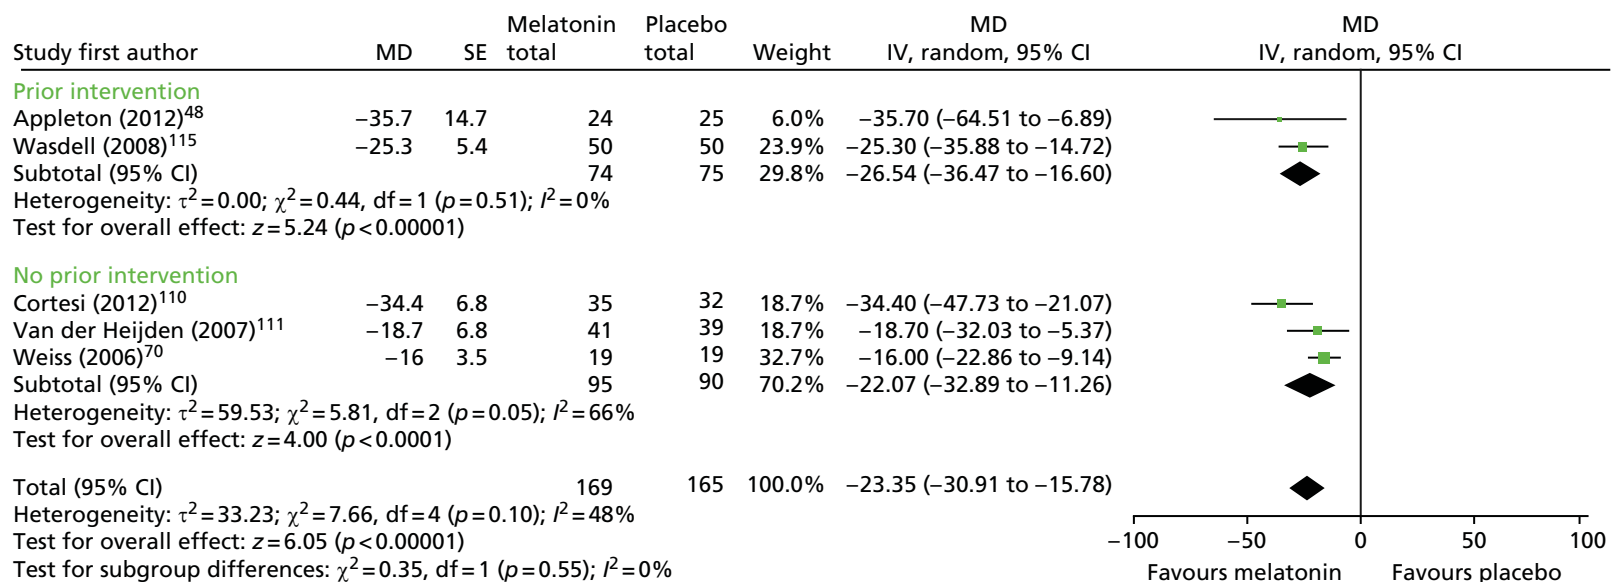 Melatonin Placebo MD MD
Study first author MD SE total total Weight IV, random, 95% CI IV, random, 95% CI
Prior intervention
Appleton (2012)48 −35.7 14.7 24 25 6.0% −35.70 (−64.51 to −6.89)
Wasdell (2008)115 −25.3 5.4 50 50 23.9% −25.30 (−35.88 to −14.72)
Subtotal (95% CI) 74 75 29.8% −26.54 (−36.47 to −16.60)
Heterogeneity: τ2=0.00; χ2=0.44, df=1 (p=0.51); I2=0%
Test for overall effect: z=5.24 (p<0.00001)
No prior intervention
Cortesi (2012)110 −34.4 6.8 35 32 18.7% −34.40 (−47.73 to −21.07)
Van der Heijden (2007)111 −18.7 6.8 41 39 18.7% −18.70 (−32.03 to −5.37)
Weiss (2006)70 −16 3.5 19 19 32.7% −16.00 (−22.86 to −9.14)
Subtotal (95% CI) 95 90 70.2% −22.07 (−32.89 to −11.26)
Heterogeneity: τ2=59.53; χ2=5.81, df=2 (p=0.05); I2=66%
Test for overall effect: z=4.00 (p<0.0001)
Total (95% CI) 169 165 100.0% −23.35 (−30.91 to −15.78)
Heterogeneity: τ2=33.23; χ2=7.66, df=4 (p=0.10); I2=48%
Test for overall effect: z=6.05 (p<0.00001)
Test for subgroup differences: χ2=0.35, df=1 (p=0.55); I2=0%
−100 −50 0 50 100
Favours melatonin Favours placebo